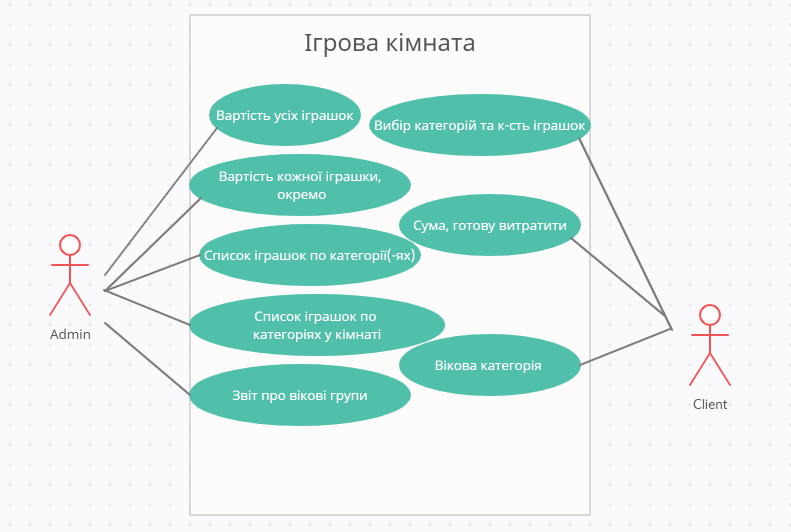 Ігрова кімната
Вартість усіх іграшок
Вибір категорій та к-сть іграшок
Вартість кожної іграшки,
окремо
Сума, готову витратити
Список іграшок по категорії(-ях)
Список іграшок по
категоріях у кімнаті
Вікова категорія
Звіт про вікові групи
Admin
Client